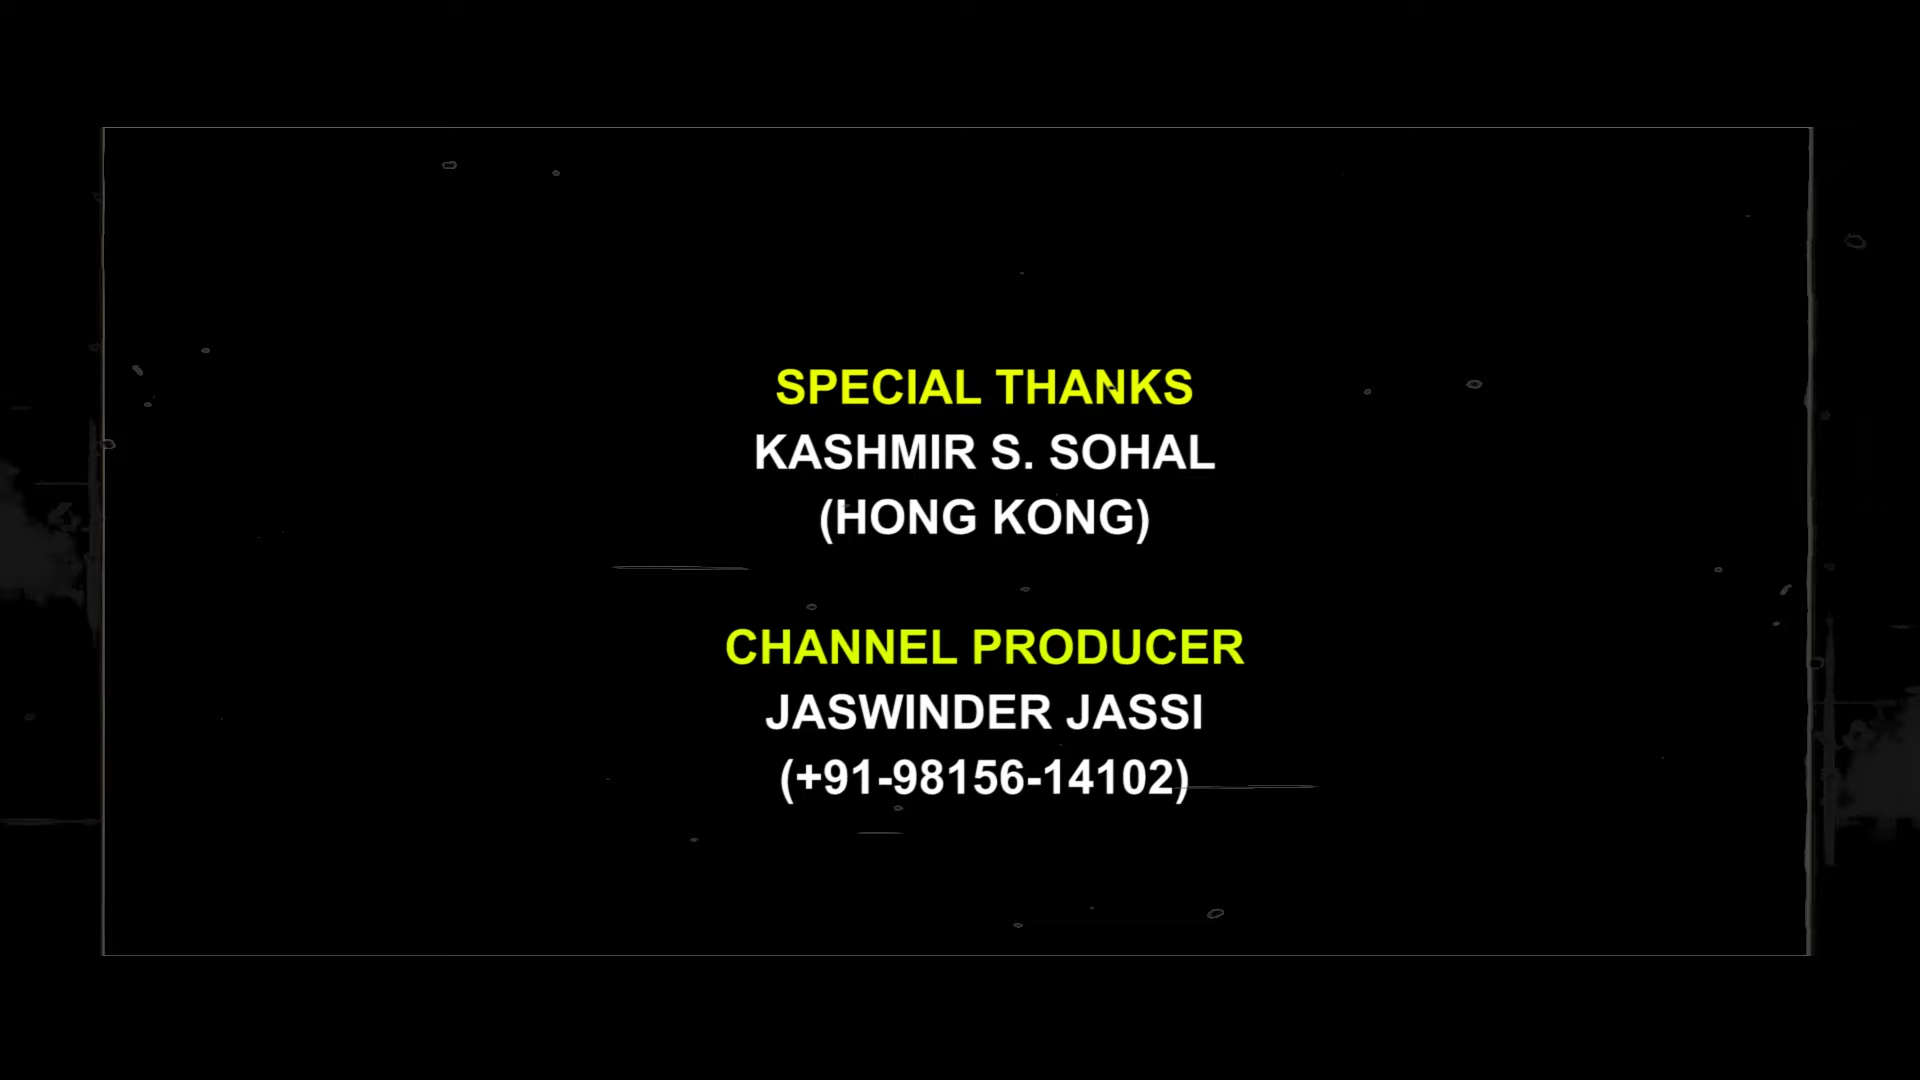 SPECIAL THANKS
KASHMIR S. SOHAL
(HONG KONG)
CHANNEL PRODUCER
JASWINDER JASSI
(+91-98156-14102)